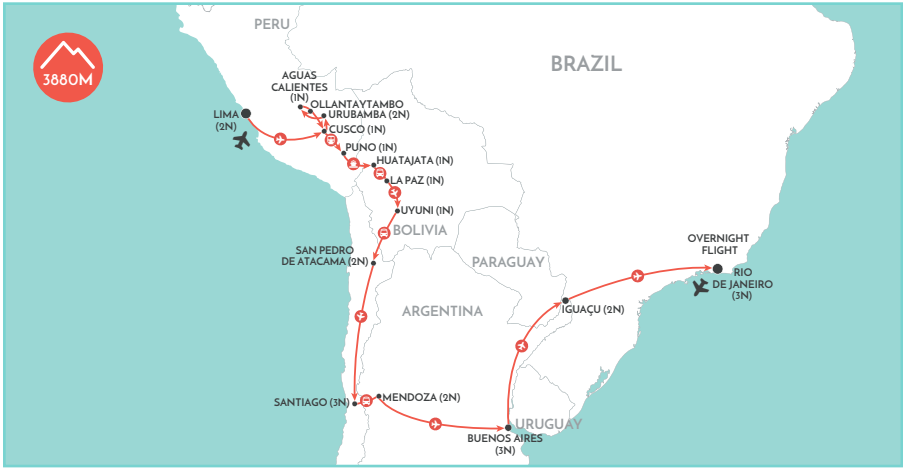 PERU
BRAZIL
3880M
AGUAS
CALIENTES
(1N)
OLLANTAYTAMBO
URUBAMBA (2N)
LIMA
(2N)
CUSCO (1N)
PUNO (1N)
HUATAJATA (1N)
LA PAZ (1N)
UYUNI (1N)
BOLIVIA
SAN PEDRO
DE ATACAMA (2N)
PARAGUAY
OVERNIGHT
FLIGHT
RIO
DE JANEIRO
(3N)
ARGENTINA
IGUAÇU (2N)
SANTIAGO (3N)
MENDOZA (2N)
URUGUAY
BUENOS AIRES
(3N)